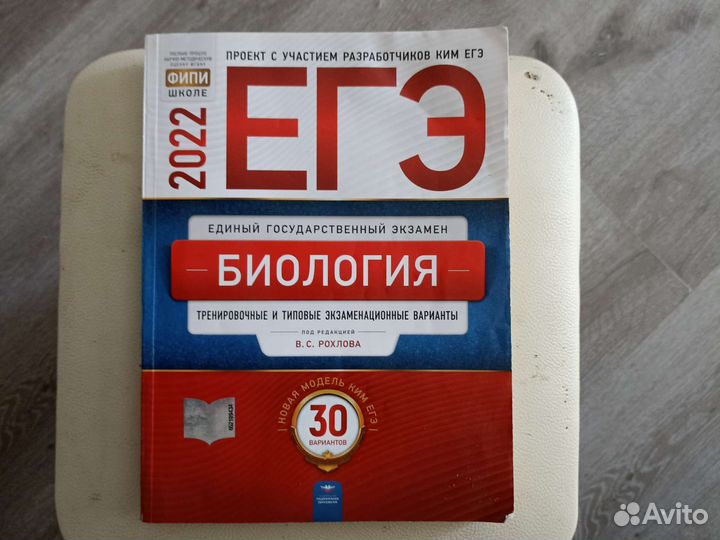 ПРОЕКТ С УЧАСТИЕМ РАЗРАБОТЧИКОВ КИМ ЕГЭ
ФИПИ
ШКОЛЕ
2022
ЕГЭ
ЕДИНЫЙ ГОСУДАРСТВЕННЫЙ ЭКЗАМЕН
БИОЛОГИЯ
ТРЕНИРОВОЧНЫЕ И ТИПОВЫЕ ЭКЗАМЕНАЦИОННЫЕ ВАРИАНТЫ
ПОД РЕДАКЦИЕЙ
В. С. РОХЛОВА
НОВАЯ МОДЕЛЬ КИМ ЕГЭ
30
ВАРИАНТОВ
Avito